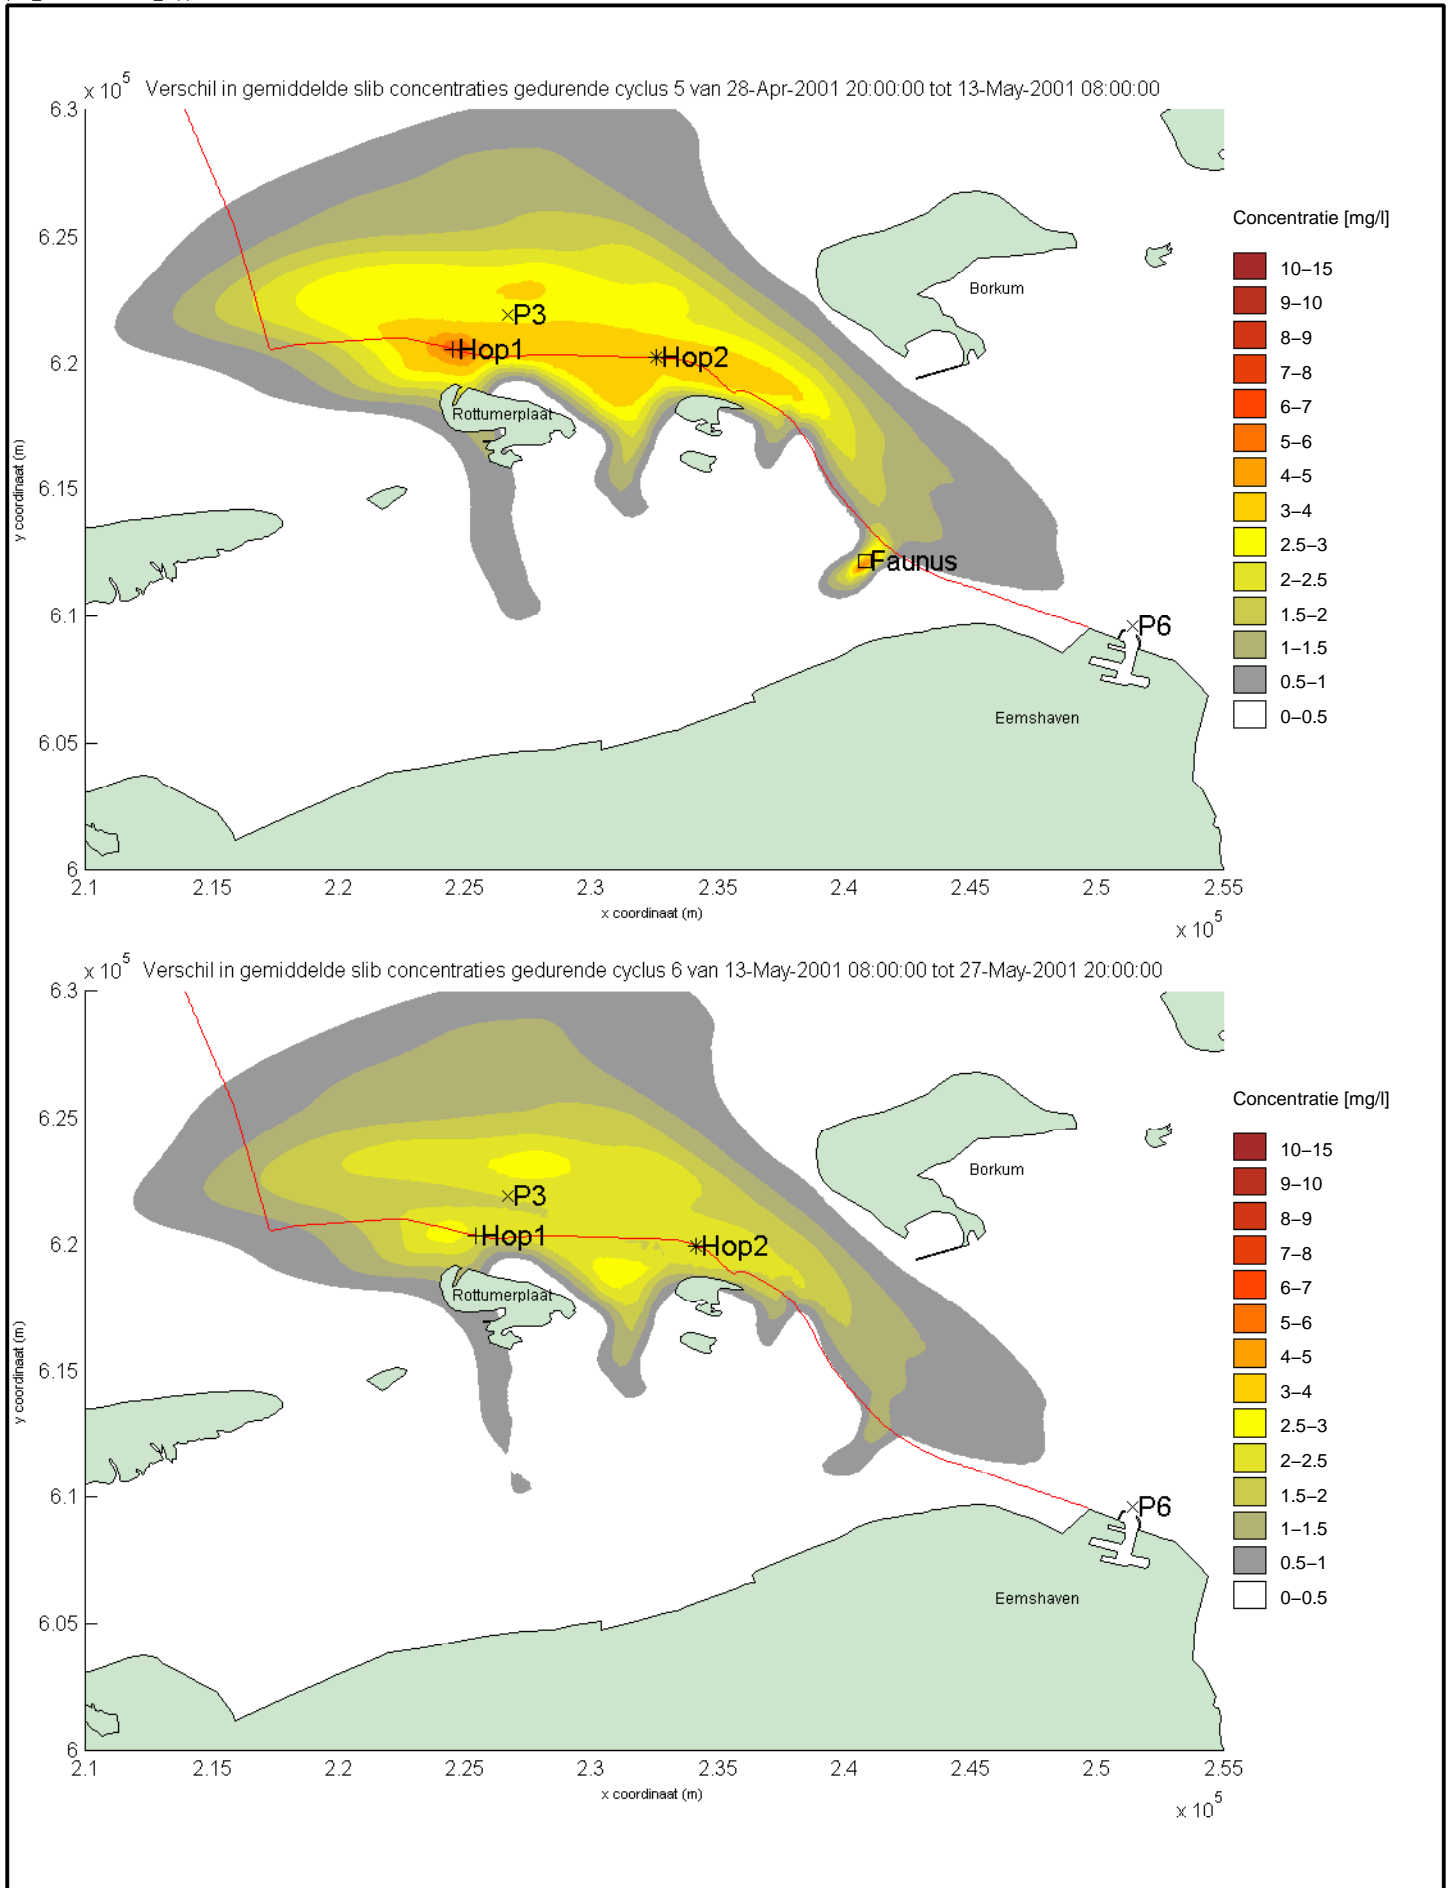 x 10^5 Verschil in gemiddelde slib concentraties gedurende cyclus 5 van 28-Apr-2001 20:00:00 tot 13-May-2001 08:00:00
6.3
6.25
6.2
6.15
6.1
6.05
6
y coordinaat (m)
P3
Hop1
Hop2
Rottumerplaat
Borkum
Faunus
P6
Eemshaven
2.1 2.15 2.2 2.25 2.3 2.35 2.4 2.45 2.5 2.55
x coordinaat (m)
x 10^5
Concentratie [mg/l]
10–15
9–10
8–9
7–8
6–7
5–6
4–5
3–4
2.5–3
2–2.5
1.5–2
1–1.5
0.5–1
0–0.5
x 10^5 Verschil in gemiddelde slib concentraties gedurende cyclus 6 van 13-May-2001 08:00:00 tot 27-May-2001 20:00:00
6.3
6.25
6.2
6.15
6.1
6.05
6
y coordinaat (m)
P3
Hop1
Hop2
Rottumerplaat
Borkum
P6
Eemshaven
2.1 2.15 2.2 2.25 2.3 2.35 2.4 2.45 2.5 2.55
x coordinaat (m)
x 10^5
Concentratie [mg/l]
10–15
9–10
8–9
7–8
6–7
5–6
4–5
3–4
2.5–3
2–2.5
1.5–2
1–1.5
0.5–1
0–0.5